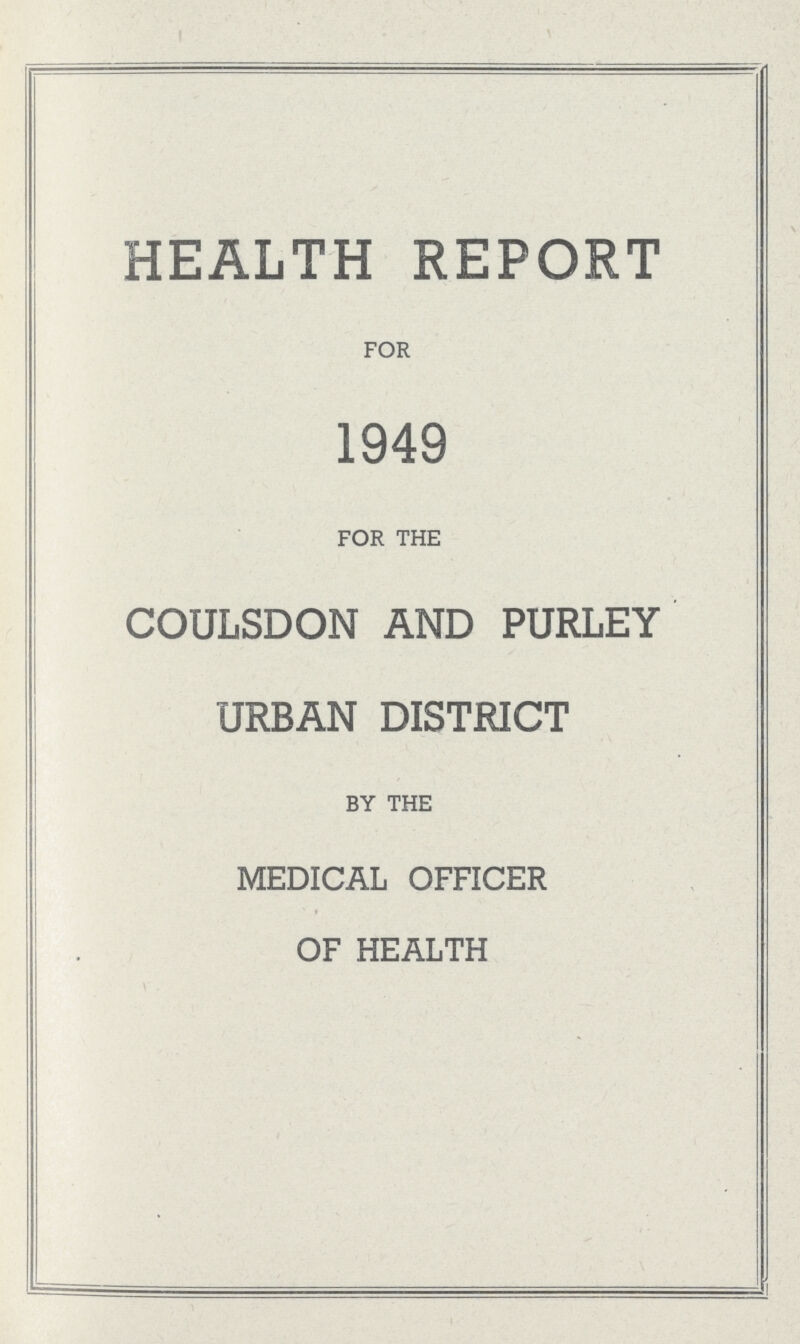 HEALTH REPORT
FOR
1949
FOR THE
COULSDON AND PURLEY
URBAN DISTRICT
BY THE
MEDICAL OFFICER
OF HEALTH